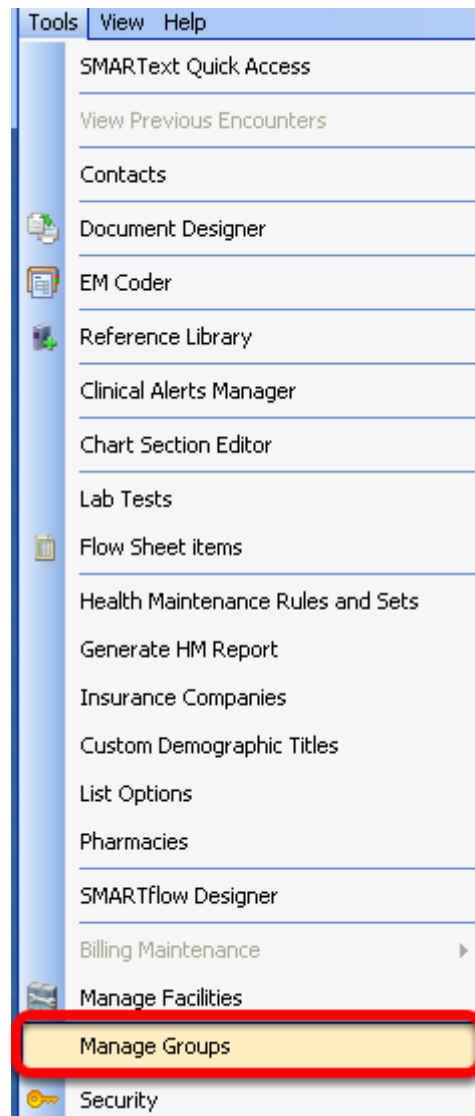 Tools View Help
SMARText Quick Access
View Previous Encounters
Contacts
Document Designer
EM Coder
Reference Library
Clinical Alerts Manager
Chart Section Editor
Lab Tests
Flow Sheet items
Health Maintenance Rules and Sets
Generate HM Report
Insurance Companies
Custom Demographic Titles
List Options
Pharmacies
SMARTflow Designer
Billing Maintenance
Manage Facilities
Manage Groups
Security